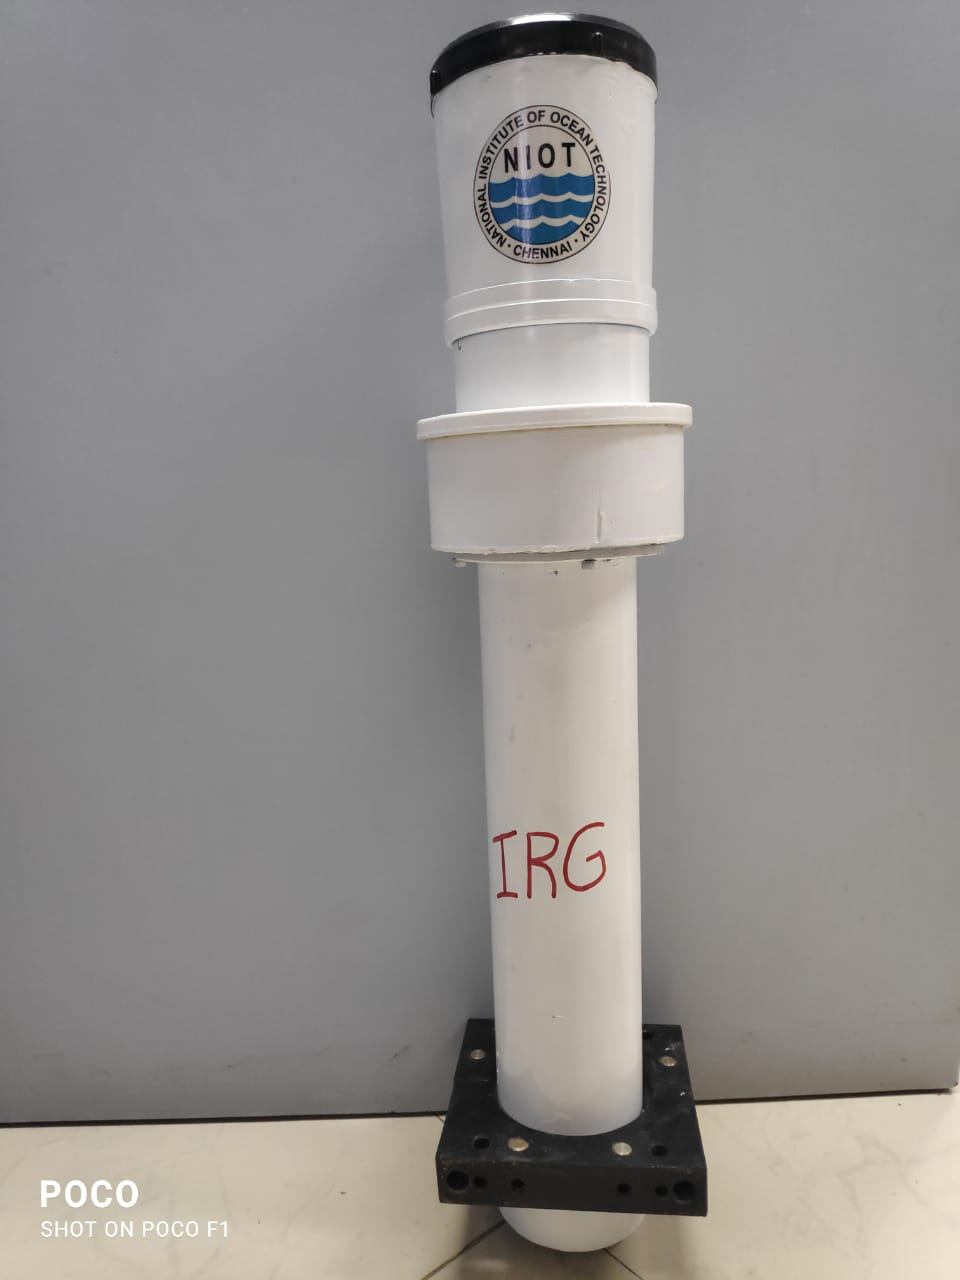 NATIONAL INSTITUTE OF OCEAN TECHNOLOGY
NIOT
· CHENNAI ·
IRG
POCO
SHOT ON POCO F1